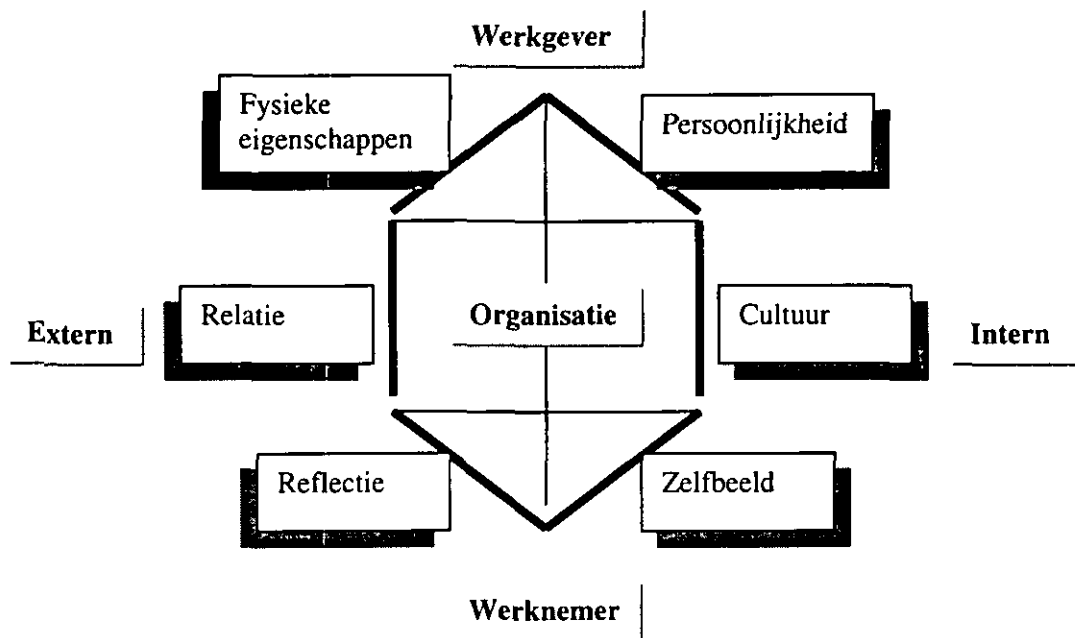 Werkgever
Fysieke
eigenschappen
Persoonlijkheid
Extern
Relatie
Organisatie
Cultuur
Intern
Reflectie
Zelfbeeld
Werknemer